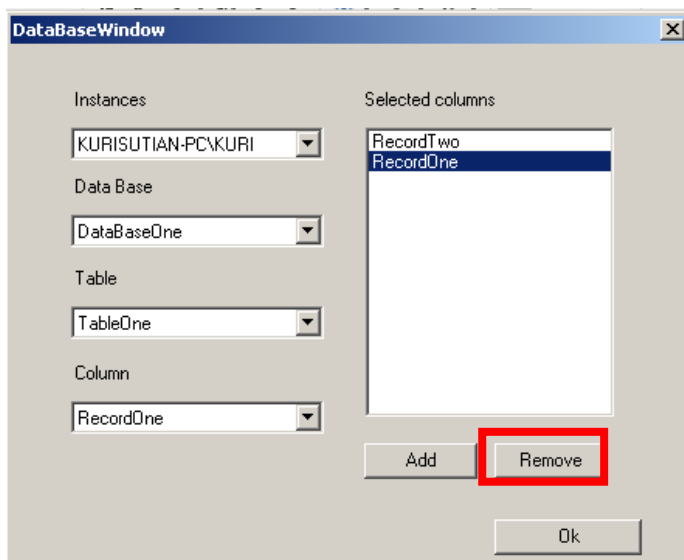 DataBaseWindow
Instances
KURISUTIAN-PC\KURI
Data Base
DataBaseOne
Table
TableOne
Column
RecordOne
Selected columns
RecordTwo
RecordOne
Add
Remove
Ok